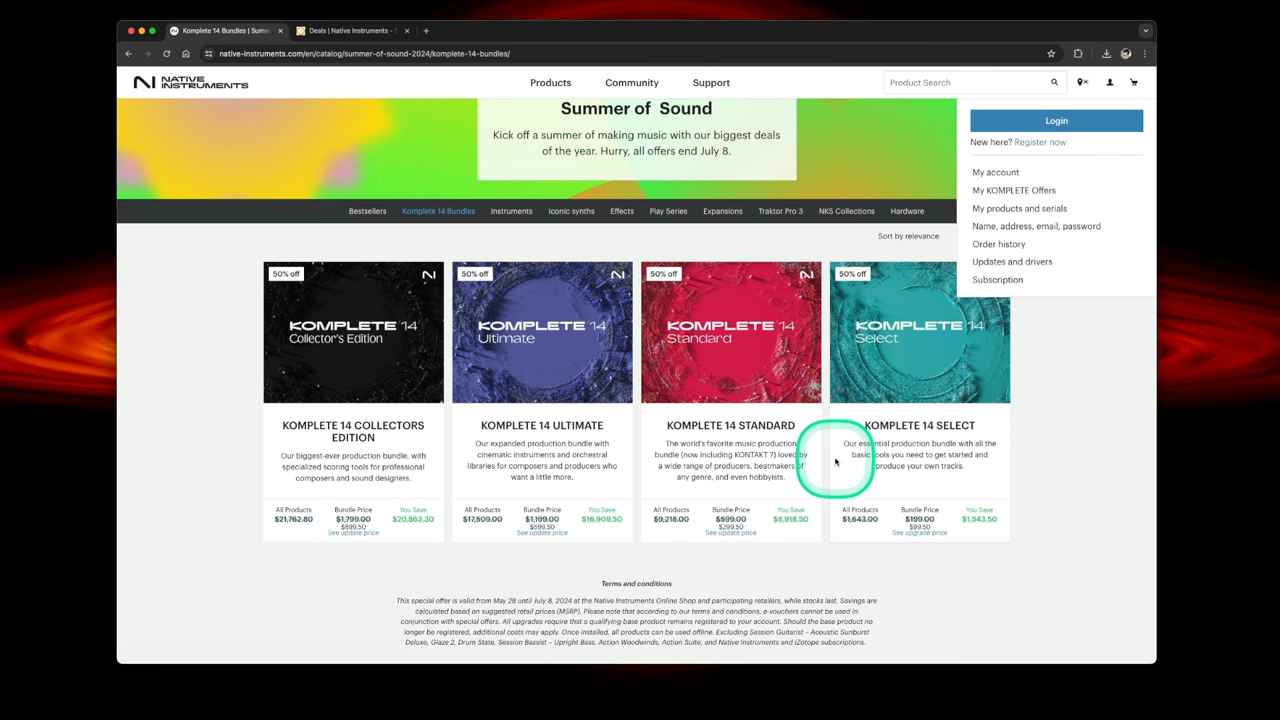 Komplete 14 Bundles | Summ
Deals | Native Instruments -
native-instruments.com/en/catalog/summer-of-sound-2024/komplete-14-bundles/
NATIVE
INSTRUMENTS
Products
Community
Support
Product Search
Summer of Sound
Kick off a summer of making music with our biggest deals
of the year. Hurry, all offers end July 8.
Login
New here? Register now
My account
My KOMPLETE Offers
My products and serials
Name, address, email, password
Order history
Updates and drivers
Subscription
Bestsellers
Komplete 14 Bundles
Instruments
Iconic synths
Effects
Play Series
Expansions
Traktor Pro 3
NKS Collections
Hardware
Sort by relevance
50% off
KOMPLETE 14
Collector's Edition
KOMPLETE 14 COLLECTORS
EDITION
Our biggest-ever production bundle, with
specialized scoring tools for professional
composers and sound designers.
All Products Bundle Price You Save
$21,762.80 $1,799.00 $20,863.30
$899.50
See update price
50% off
KOMPLETE 14
Ultimate
KOMPLETE 14 ULTIMATE
Our expanded production bundle with
cinematic instruments and orchestral
libraries for composers and producers who
want a little more.
All Products Bundle Price You Save
$17,509.00 $1,199.00 $16,909.50
$599.50
See update price
50% off
KOMPLETE 14
Standard
KOMPLETE 14 STANDARD
The world's favorite music production
bundle (now including KONTAKT 7) loved by
a wide range of producers, beatmakers of
any genre, and even hobbyists.
All Products Bundle Price You Save
$9,218.00 $599.00 $8,918.50
$299.50
See update price
50% off
KOMPLETE 14
Select
KOMPLETE 14 SELECT
Our essential production bundle with all the
basic tools you need to get started and
produce your own tracks.
All Products Bundle Price You Save
$1,643.00 $199.00 $1,543.50
$99.50
See upgrade price
Terms and conditions
This special offer is valid from May 28 until July 8, 2024 at the Native Instruments Online Shop and participating retailers, while stocks last. Savings are
calculated based on suggested retail prices (MSRP). Please note that according to our terms and conditions, e-vouchers cannot be used in
conjunction with special offers. All upgrades require that a qualifying base product remains registered to your account. Should the base product no
longer be registered, additional costs may apply. Once installed, all products can be used offline. Excluding Session Guitarist – Acoustic Sunburst
Deluxe, Glaze 2, Drum State, Session Bassist – Upright Bass, Action Woodwinds, Action Suite, and Native Instruments and iZotope subscriptions.